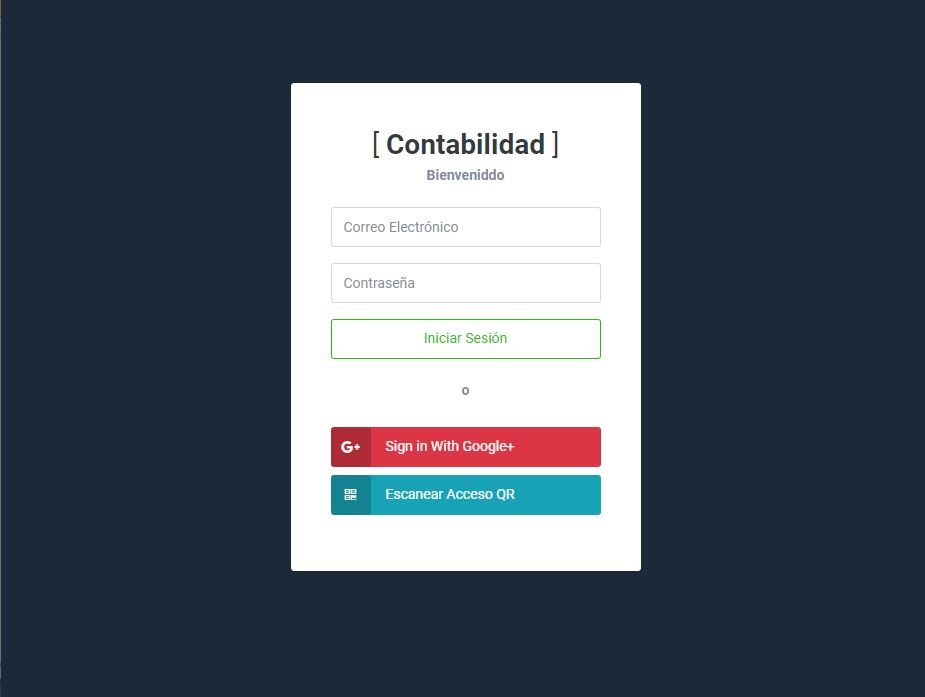 [ Contabilidad ]
Bienveniddo
Correo Electrónico
Contraseña
Iniciar Sesión
o
G+ Sign in With Google+
Escanear Acceso QR